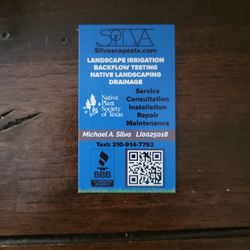 SILVA
Silvascapestx.com
LANDSCAPE IRRIGATION
BACKFLOW TESTING
NATIVE LANDSCAPING
DRAINAGE
Native
Plant
Society
of Texas
Service
Consultation
Installation
Repair
Maintenance
Michael A. Silva LI0025018
Text: 210-914-7792
BBB